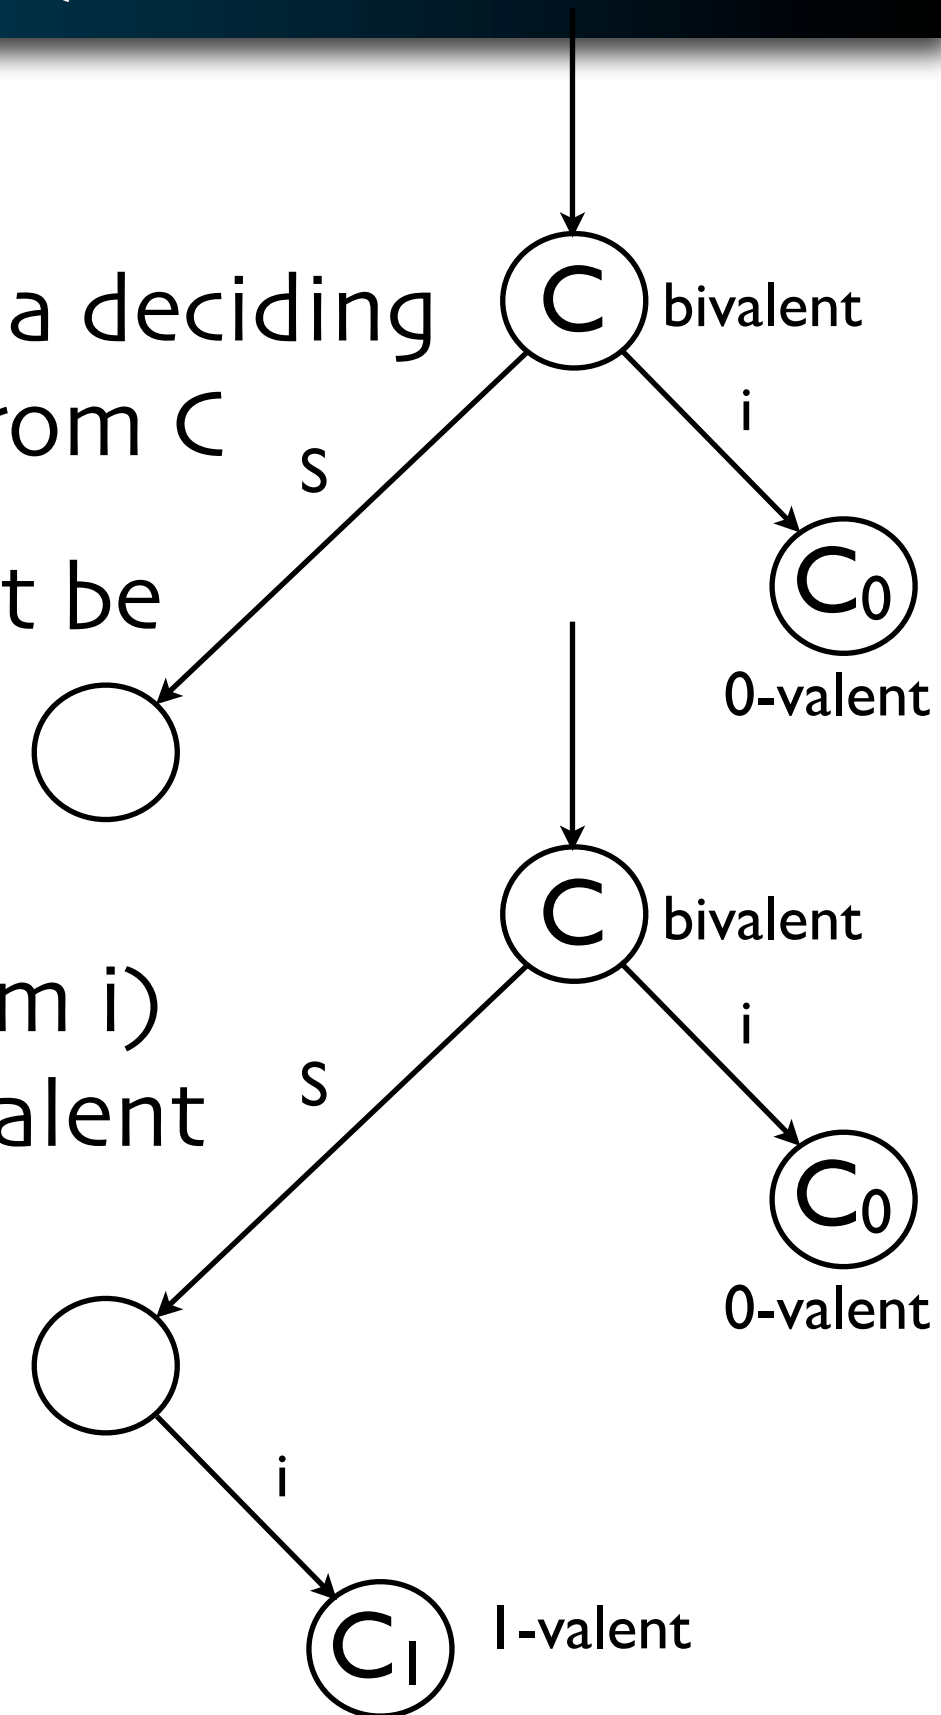 a deciding
C bivalent
rom C
i
s
C0
t be
0-valent
C bivalent
m i)
i
s
alent
C0
0-valent
i
C1 1-valent